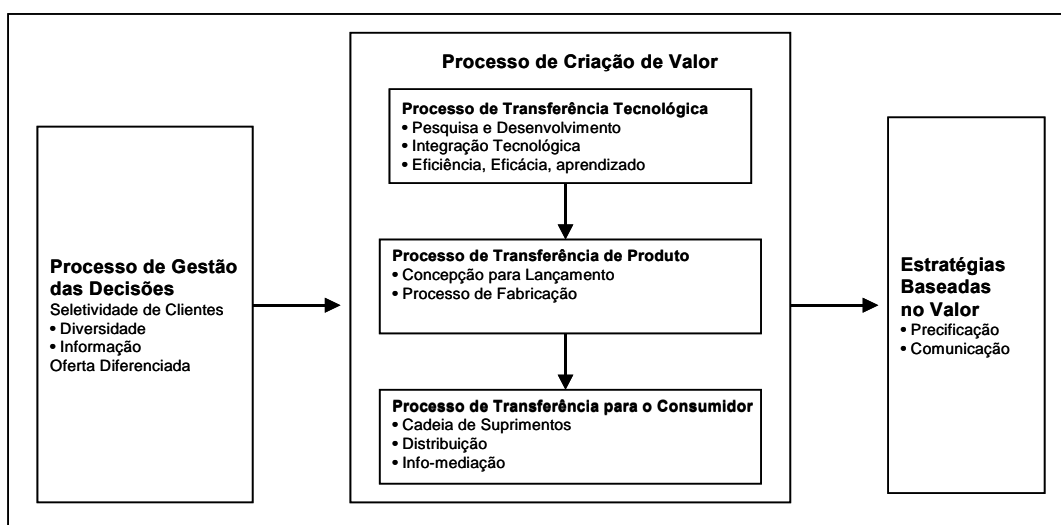 Processo de Gestão
das Decisões
Seletividade de Clientes
• Diversidade
• Informação
Oferta Diferenciada
Processo de Criação de Valor
Processo de Transferência Tecnológica
• Pesquisa e Desenvolvimento
• Integração Tecnológica
• Eficiência, Eficácia, aprendizado
Processo de Transferência de Produto
• Concepção para Lançamento
• Processo de Fabricação
Processo de Transferência para o Consumidor
• Cadeia de Suprimentos
• Distribuição
• Info-mediação
Estratégias
Baseadas
no Valor
• Precificação
• Comunicação